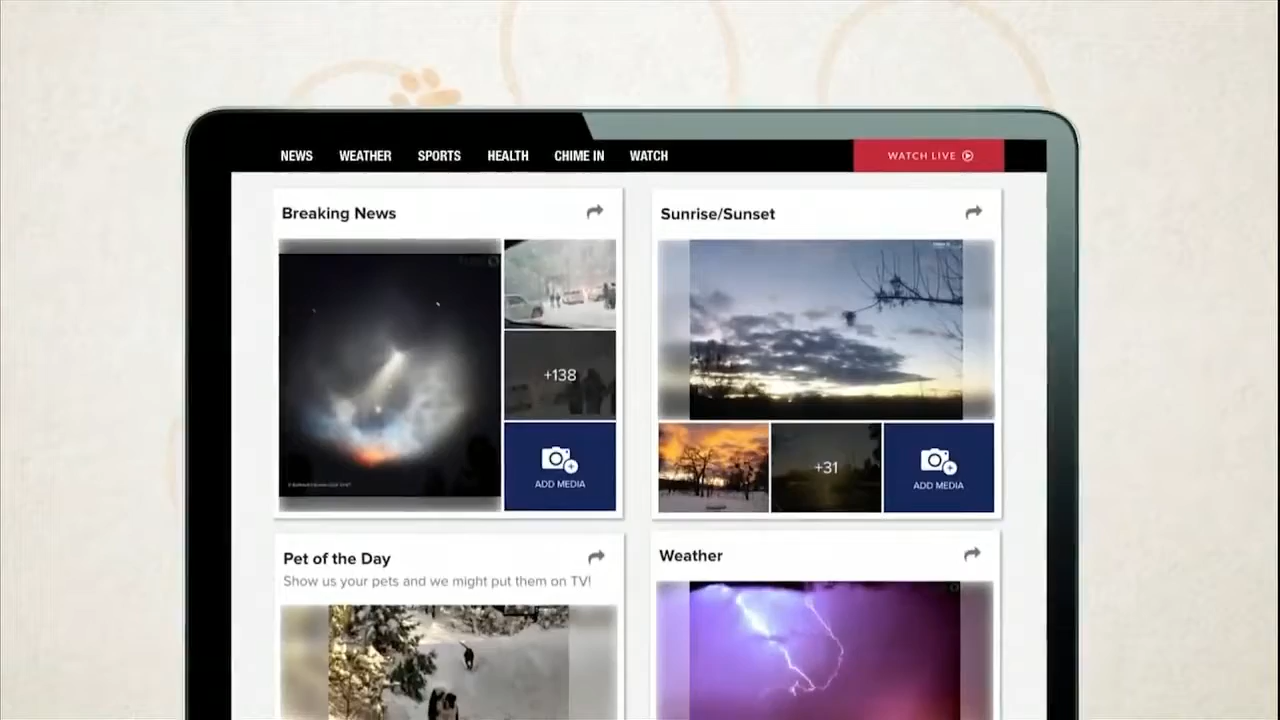 NEWS WEATHER SPORTS HEALTH CHIME IN WATCH WATCH LIVE
Breaking News
Sunrise/Sunset
+138
ADD MEDIA
+31
ADD MEDIA
Pet of the Day
Show us your pets and we might put them on TV!
Weather